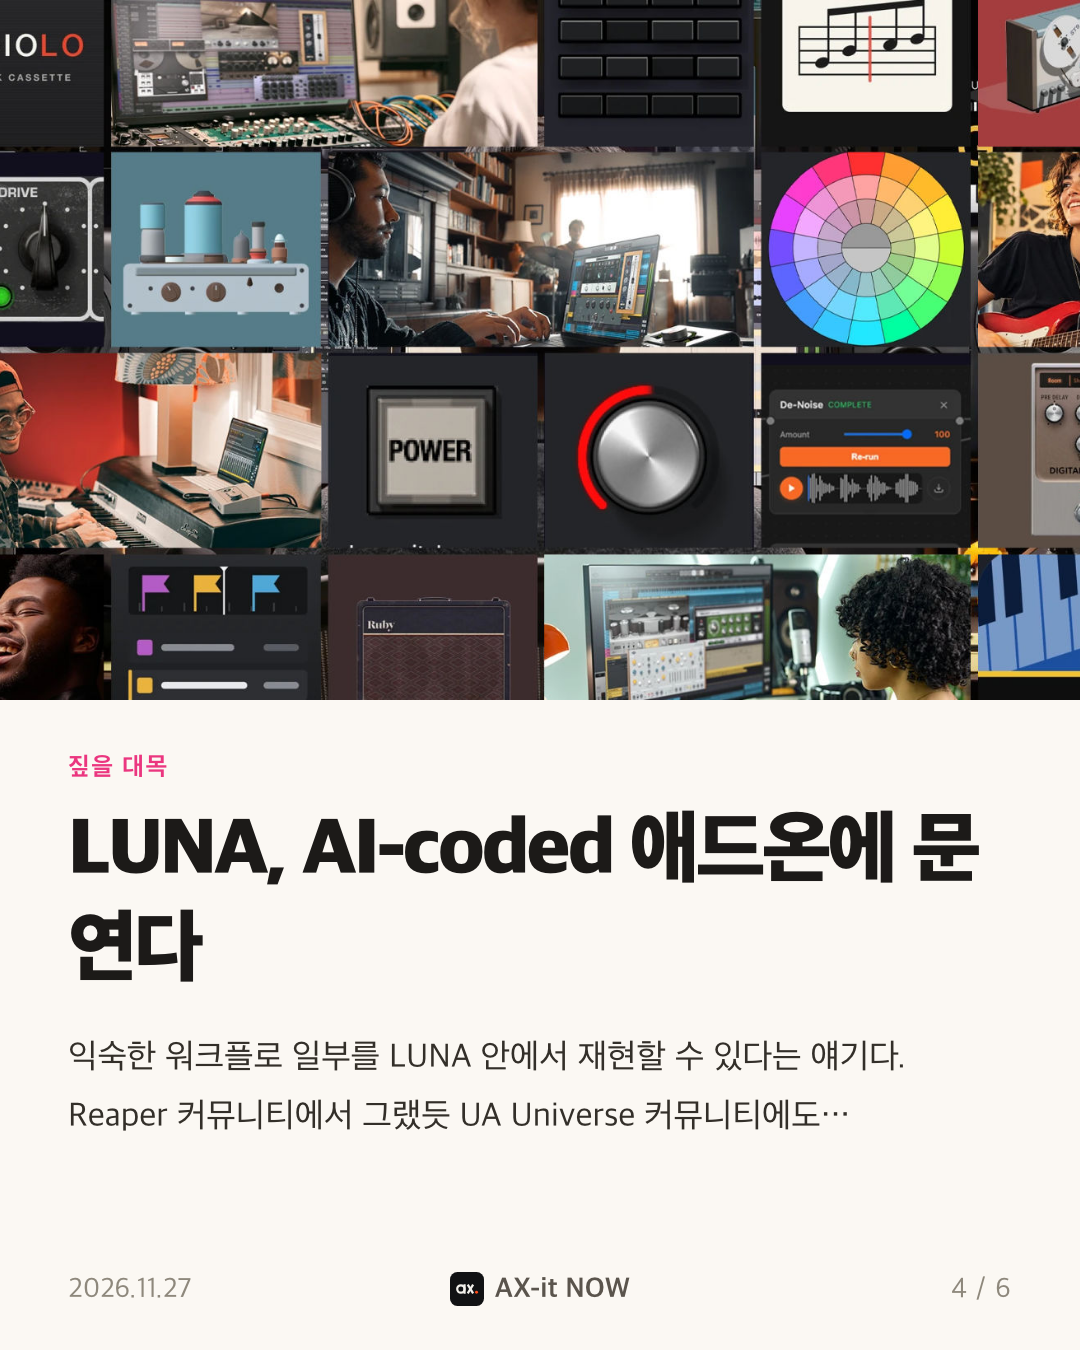 IOLO
CASSETTE
DRIVE
POWER
De-Noise COMPLETE
Amount 100
Re-run
Room
PRE DELAY
DIGITAL
Ruby
짚을 대목
LUNA, AI-coded 애드온에 문
연다
익숙한 워크플로 일부를 LUNA 안에서 재현할 수 있다는 얘기다.
Reaper 커뮤니티에서 그랬듯 UA Universe 커뮤니티에도…
2026.11.27
ax. AX-it NOW
4 / 6